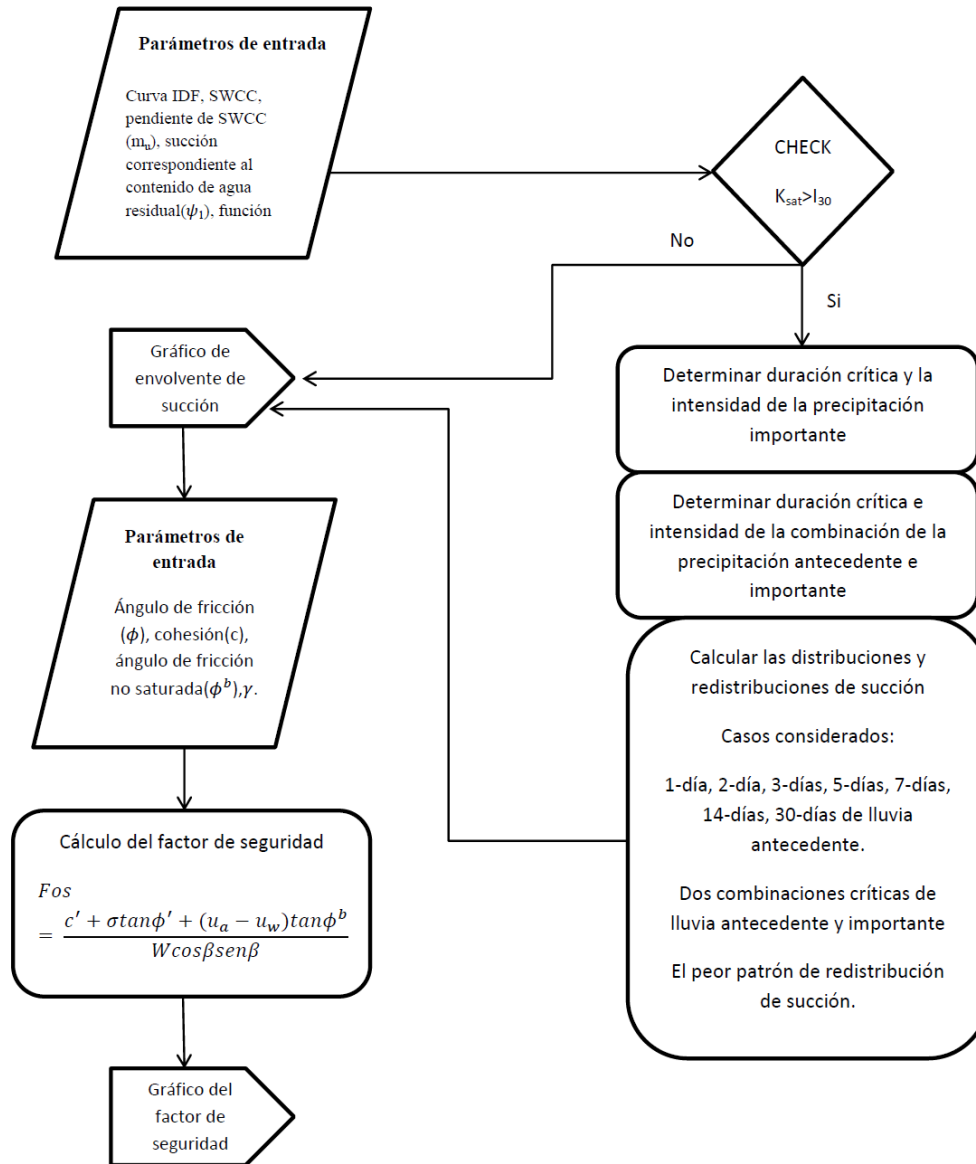 Parámetros de entrada
Curva IDF, SWCC,
pendiente de SWCC
(mᵤ), succión
correspondiente al
contenido de agua
residual(ψ₁), función
CHECK
Kₛₐₜ>I₃₀
No
Si
Determinar duración crítica y la
intensidad de la precipitación
importante
Determinar duración crítica e
intensidad de la combinación de la
precipitación antecedente e
importante
Calcular las distribuciones y
redistribuciones de succión
Casos considerados:
1-día, 2-día, 3-días, 5-días, 7-días,
14-días, 30-días de lluvia
antecedente.
Dos combinaciones críticas de
lluvia antecedente y importante
El peor patrón de redistribución
de succión.
Gráfico de
envolvente de
succión
Parámetros de
entrada
Ángulo de fricción
(ϕ), cohesión(c),
ángulo de fricción
no saturada(ϕᵇ),γ.
Cálculo del factor de seguridad
Fos
= c′ + σtanϕ′ + (uₐ − u_w)tanϕᵇ
Wcosβsenβ
Gráfico del
factor de
seguridad